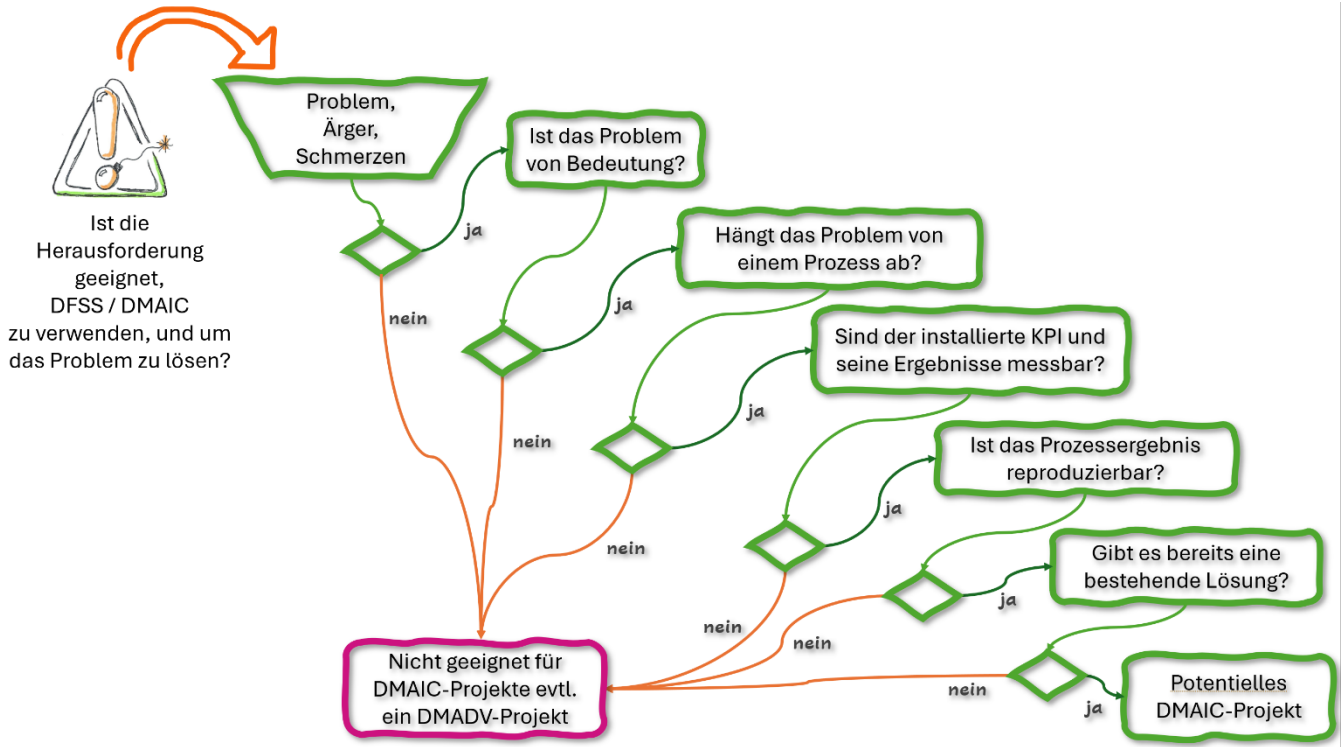 Problem,
Ärger,
Schmerzen
Ist das Problem
von Bedeutung?
ja
Ist die
Herausforderung
geeignet,
DFSS / DMAIC
zu verwenden, und um
das Problem zu lösen?
nein
Hängt das Problem von
einem Prozess ab?
ja
nein
Sind der installierte KPI und
seine Ergebnisse messbar?
ja
nein
Ist das Prozessergebnis
reproduzierbar?
ja
nein
Gibt es bereits eine
bestehende Lösung?
ja
nein
Nicht geeignet für
DMAIC-Projekte evtl.
ein DMADV-Projekt
nein
ja
Potentielles
DMAIC-Projekt